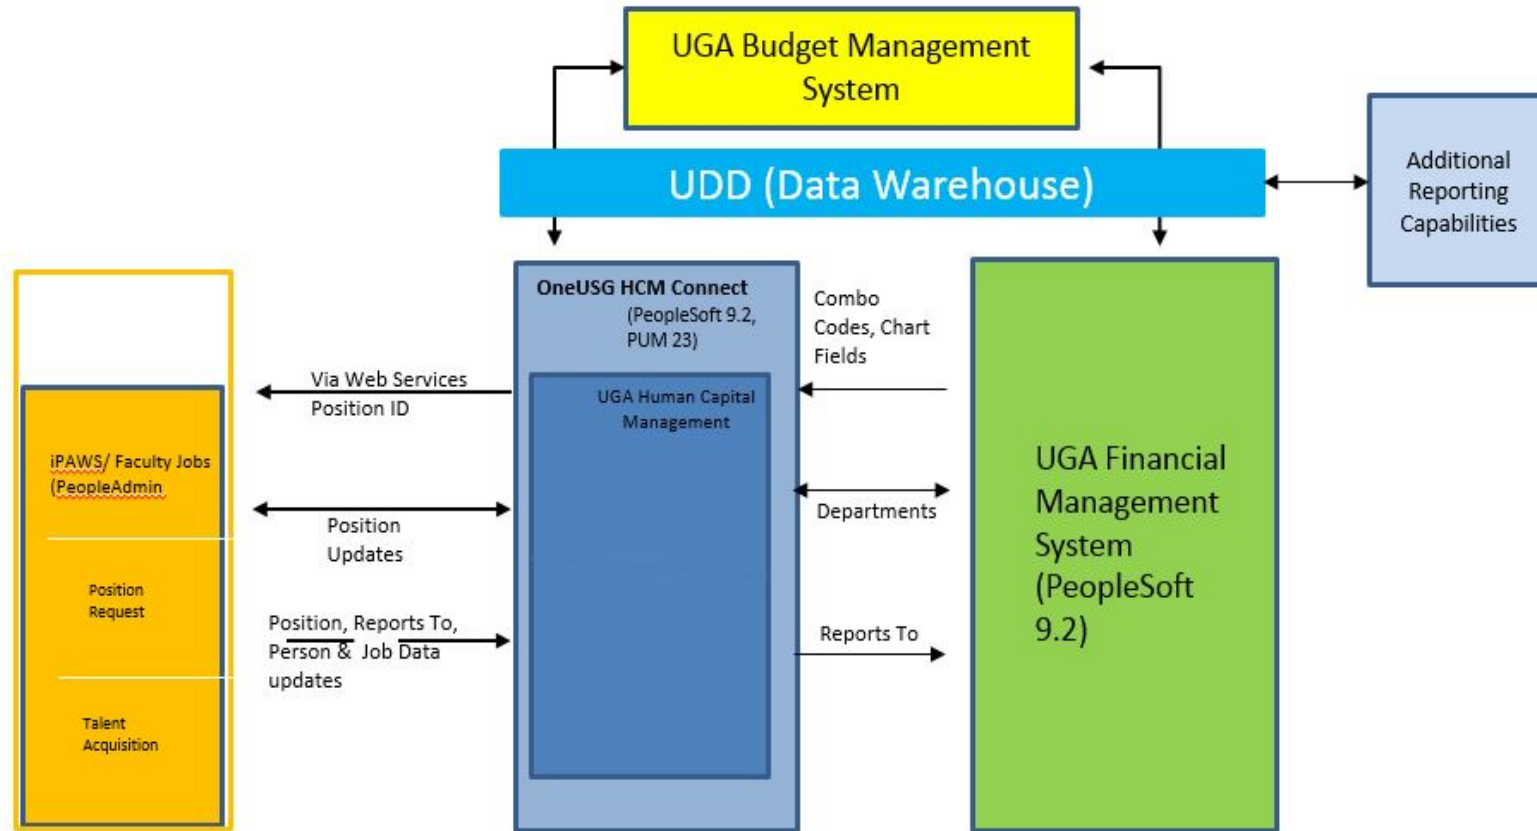 UGA Budget Management
System
UDD (Data Warehouse)
Additional
Reporting
Capabilities
OneUSG HCM Connect
(PeopleSoft 9.2,
PUM 23)
Combo
Codes, Chart
Fields
Via Web Services
Position ID
UGA Human Capital
Management
iPAWS/ Faculty Jobs
(PeopleAdmin
UGA Financial
Management
System
(PeopleSoft
9.2)
Departments
Position
Updates
Position
Request
Position, Reports To,
Person & Job Data
updates
Reports To
Talent
Acquisition